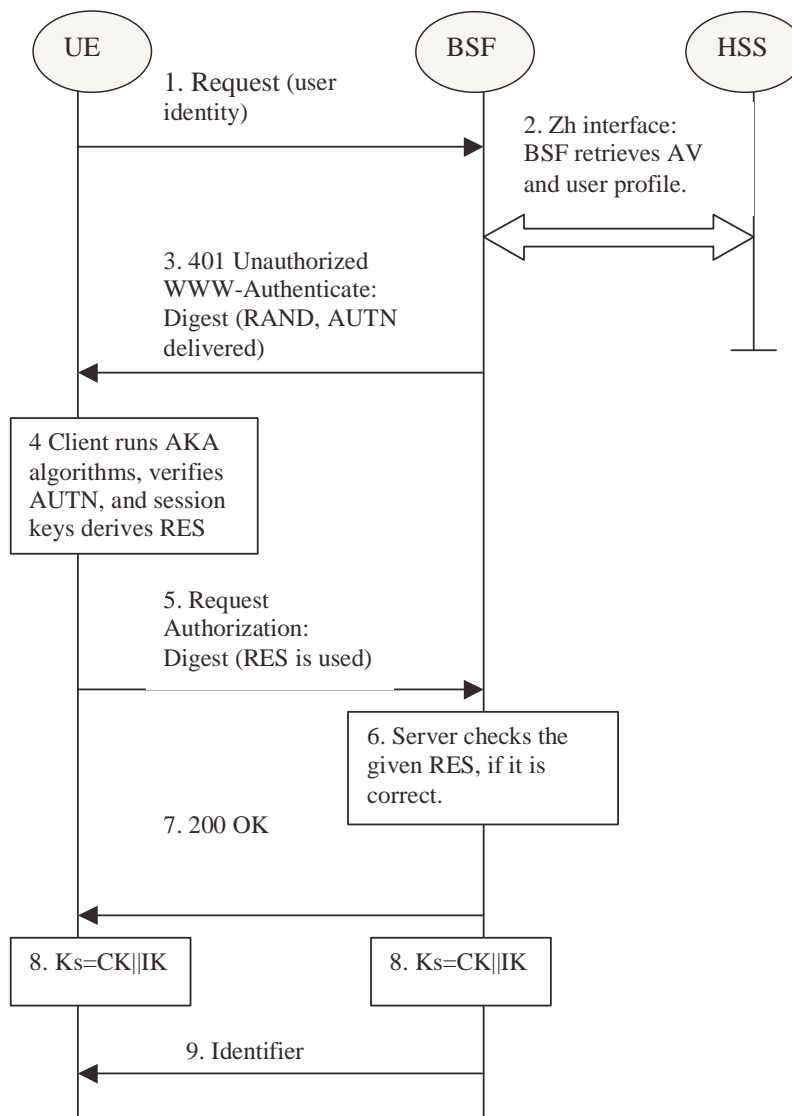 UE
BSF
HSS
1. Request (user
identity)
2. Zh interface:
BSF retrieves AV
and user profile.
3. 401 Unauthorized
WWW-Authenticate:
Digest (RAND, AUTN
delivered)
4 Client runs AKA
algorithms, verifies
AUTN, and session
keys derives RES
5. Request
Authorization:
Digest (RES is used)
6. Server checks the
given RES, if it is
correct.
7. 200 OK
8. Ks=CK||IK
8. Ks=CK||IK
9. Identifier